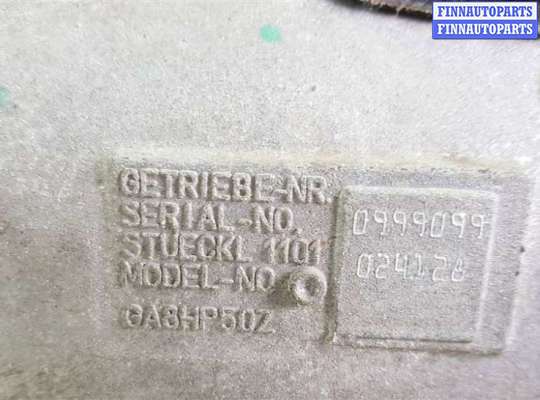 FINNAUTOPARTS
FINNAUTOPARTS
GETRIEBE-NR.
SERIAL-NO.
STUECKL 1101
MODEL-NO
GA8HP50Z
0999099
024128